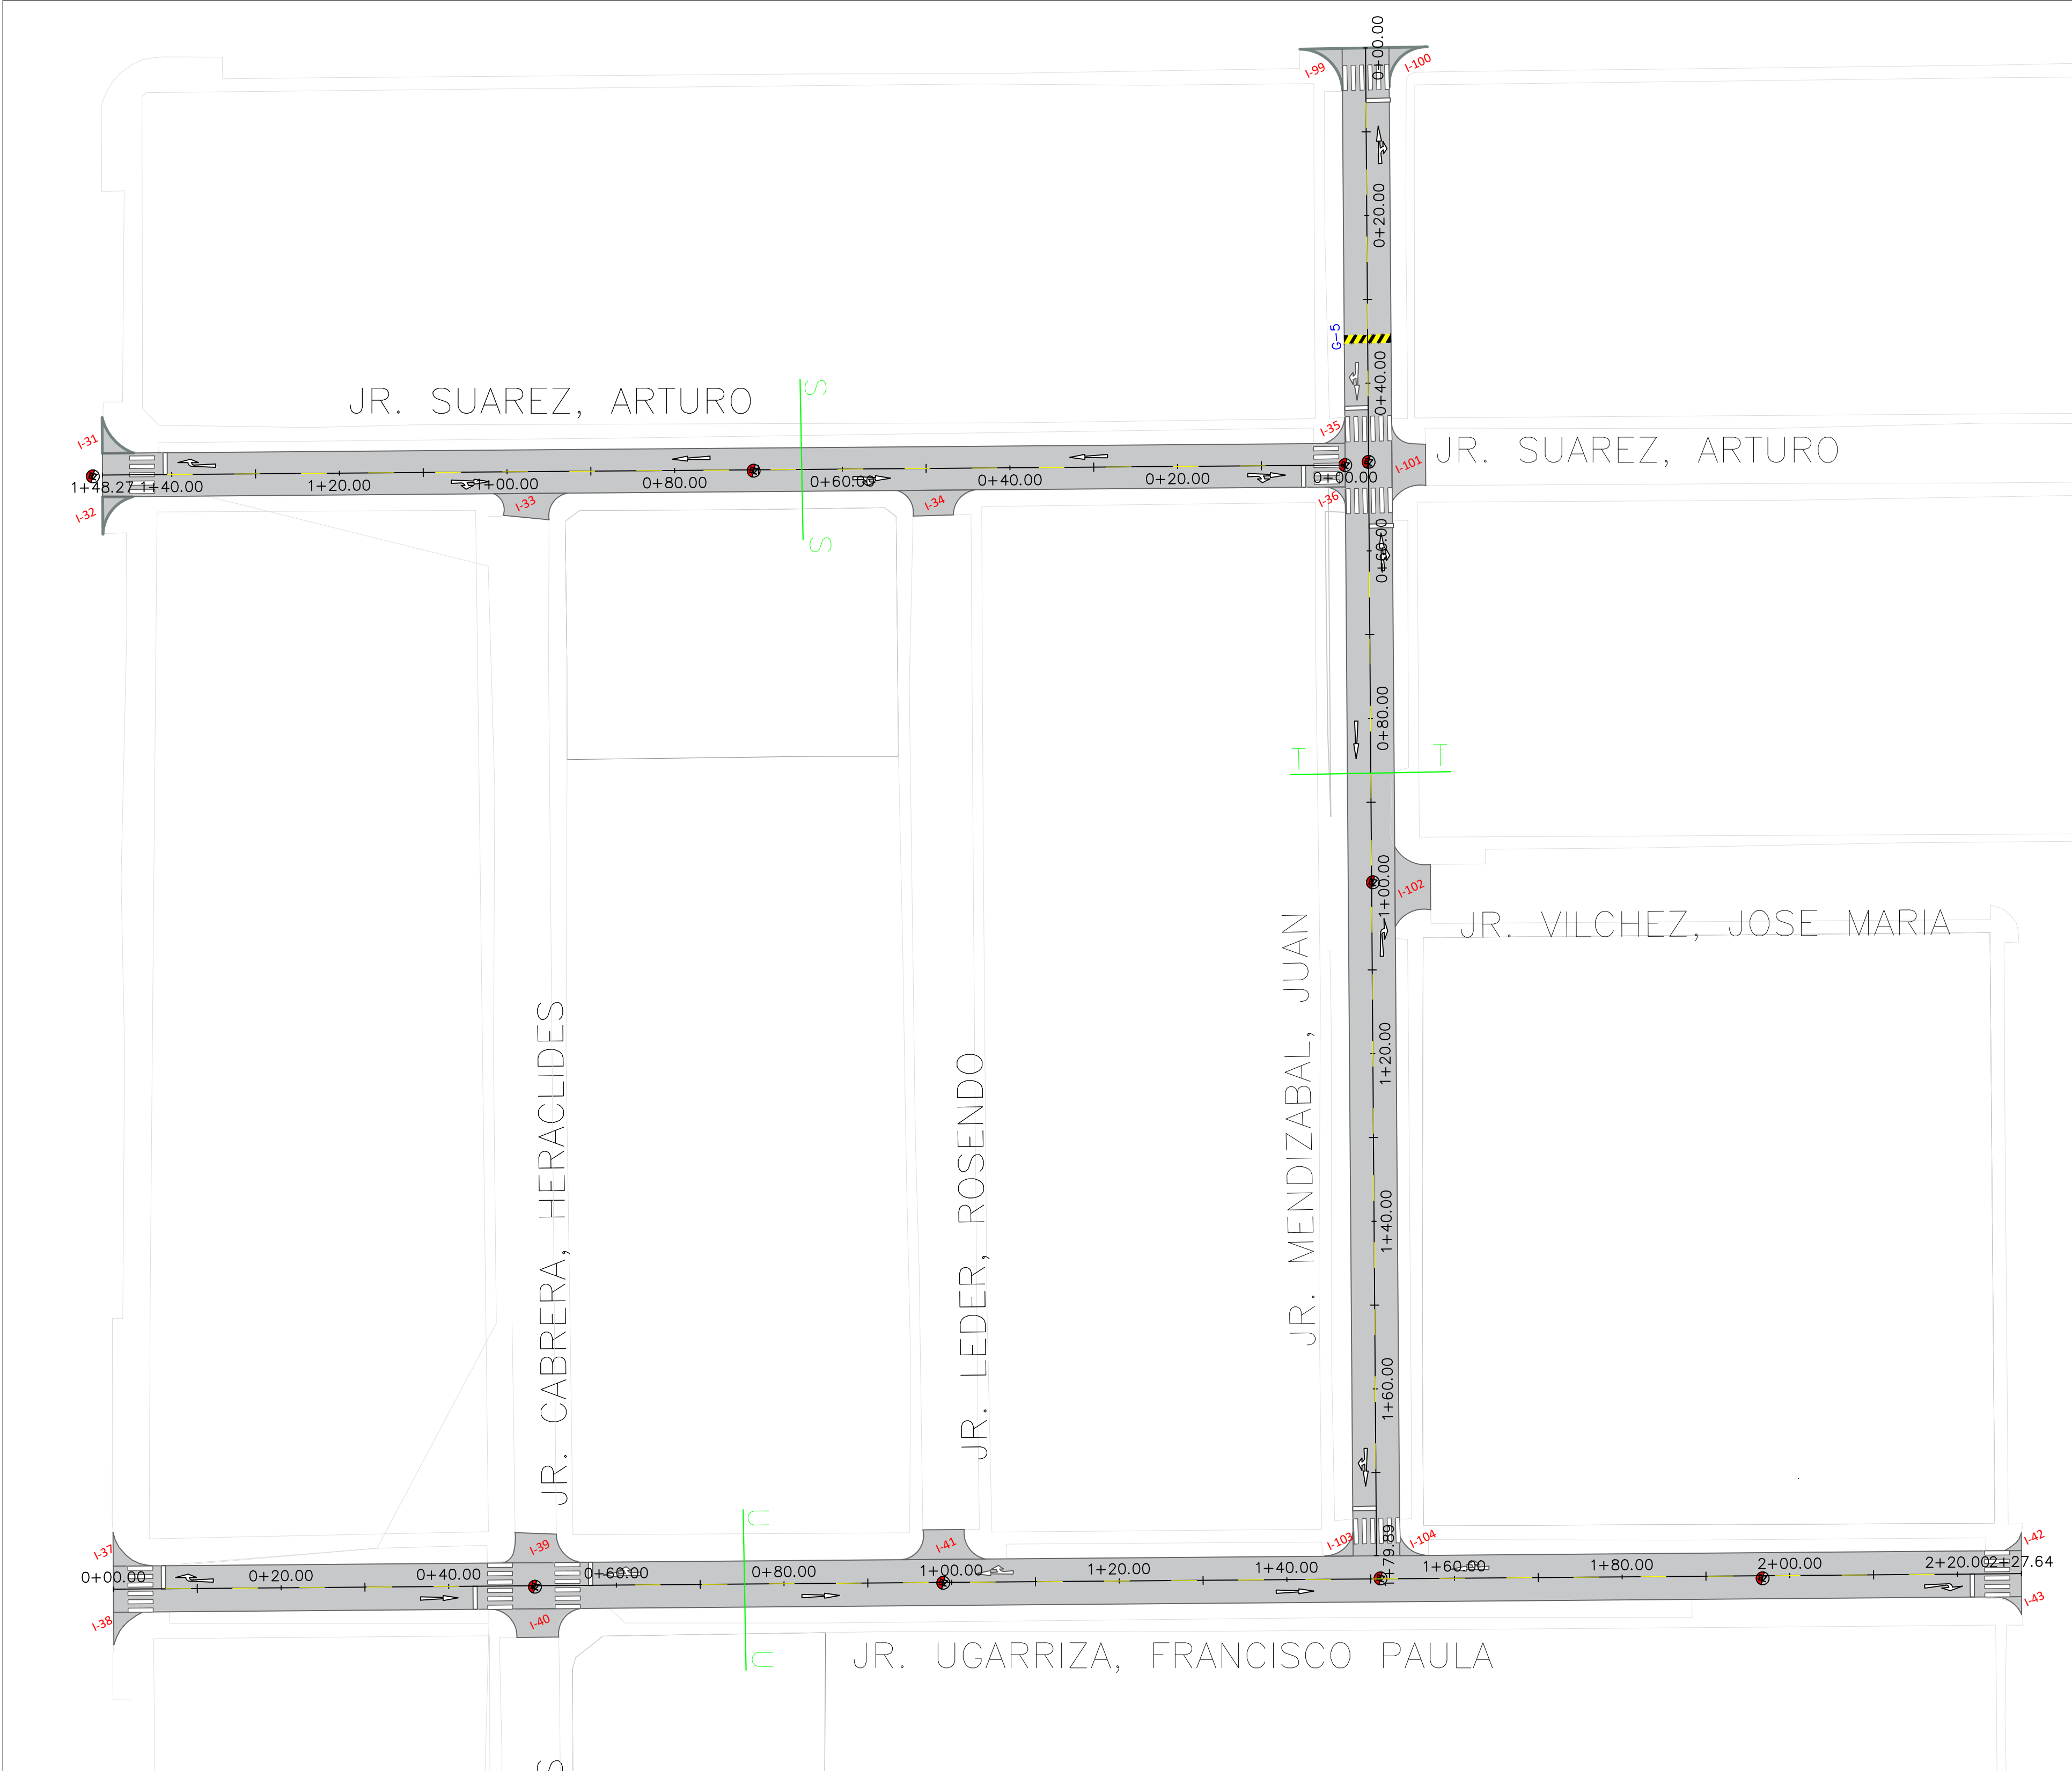 0+00.00
I-99
I-100
0+20.00
G-5
0+40.00
S
JR. SUAREZ, ARTURO
I-31
I-35
JR. SUAREZ, ARTURO
I-101
1+48.27
1+40.00
1+20.00
1+00.00
0+80.00
0+60.00
0+40.00
0+20.00
0+00.00
I-32
I-33
I-34
I-36
S
0+60.00
0+80.00
T
T
1+00.00
I-102
JR. VILCHEZ, JOSE MARIA
JR. CABRERA, HERACLIDES
JR. LEDER, ROSENDO
JR. MENDIZABAL, JUAN
1+20.00
1+40.00
1+60.00
U
I-37
I-39
I-41
I-103
1+79.89
I-104
I-42
0+00.00
0+20.00
0+40.00
0+60.00
0+80.00
1+00.00
1+20.00
1+40.00
1+60.00
1+80.00
2+00.00
2+20.00
2+27.64
I-38
I-40
I-43
U
JR. UGARRIZA, FRANCISCO PAULA
S